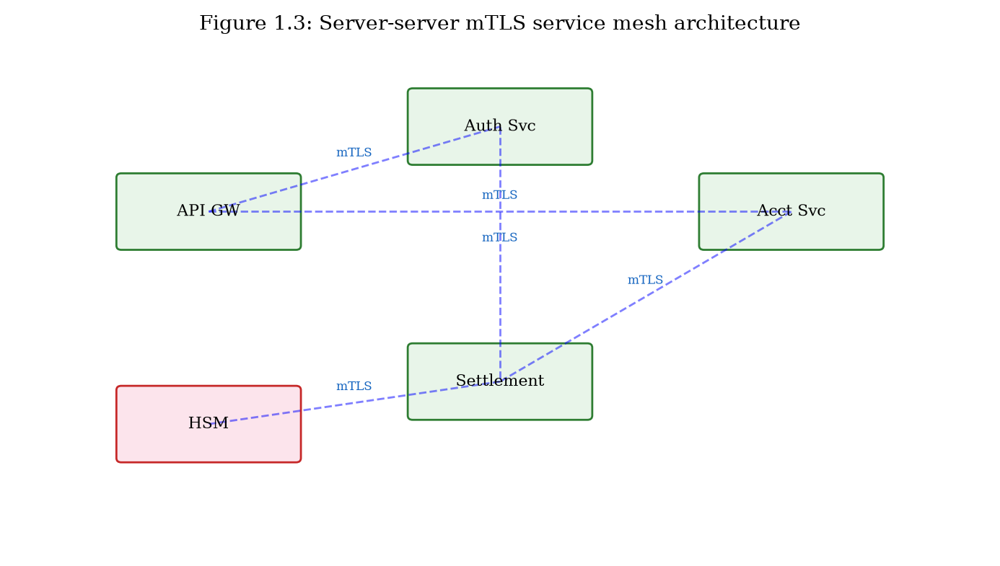 Figure 1.3: Server-server mTLS service mesh architecture
Auth Svc
mTLS
mTLS
API GW
Acct Svc
mTLS
mTLS
Settlement
mTLS
HSM